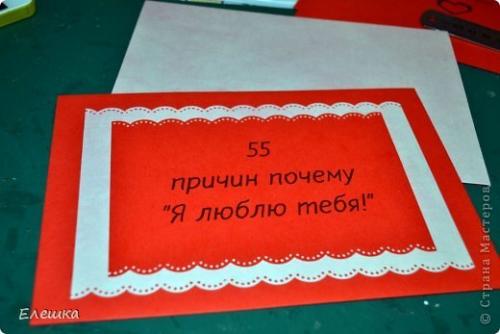 55
причин почему
"Я люблю тебя!"
Елешка
© Страна Мастеров